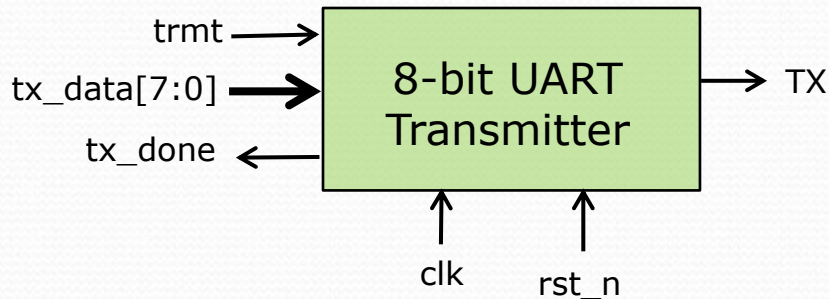 trmt
tx_data[7:0]
tx_done
8-bit UART
Transmitter
TX
clk
rst_n